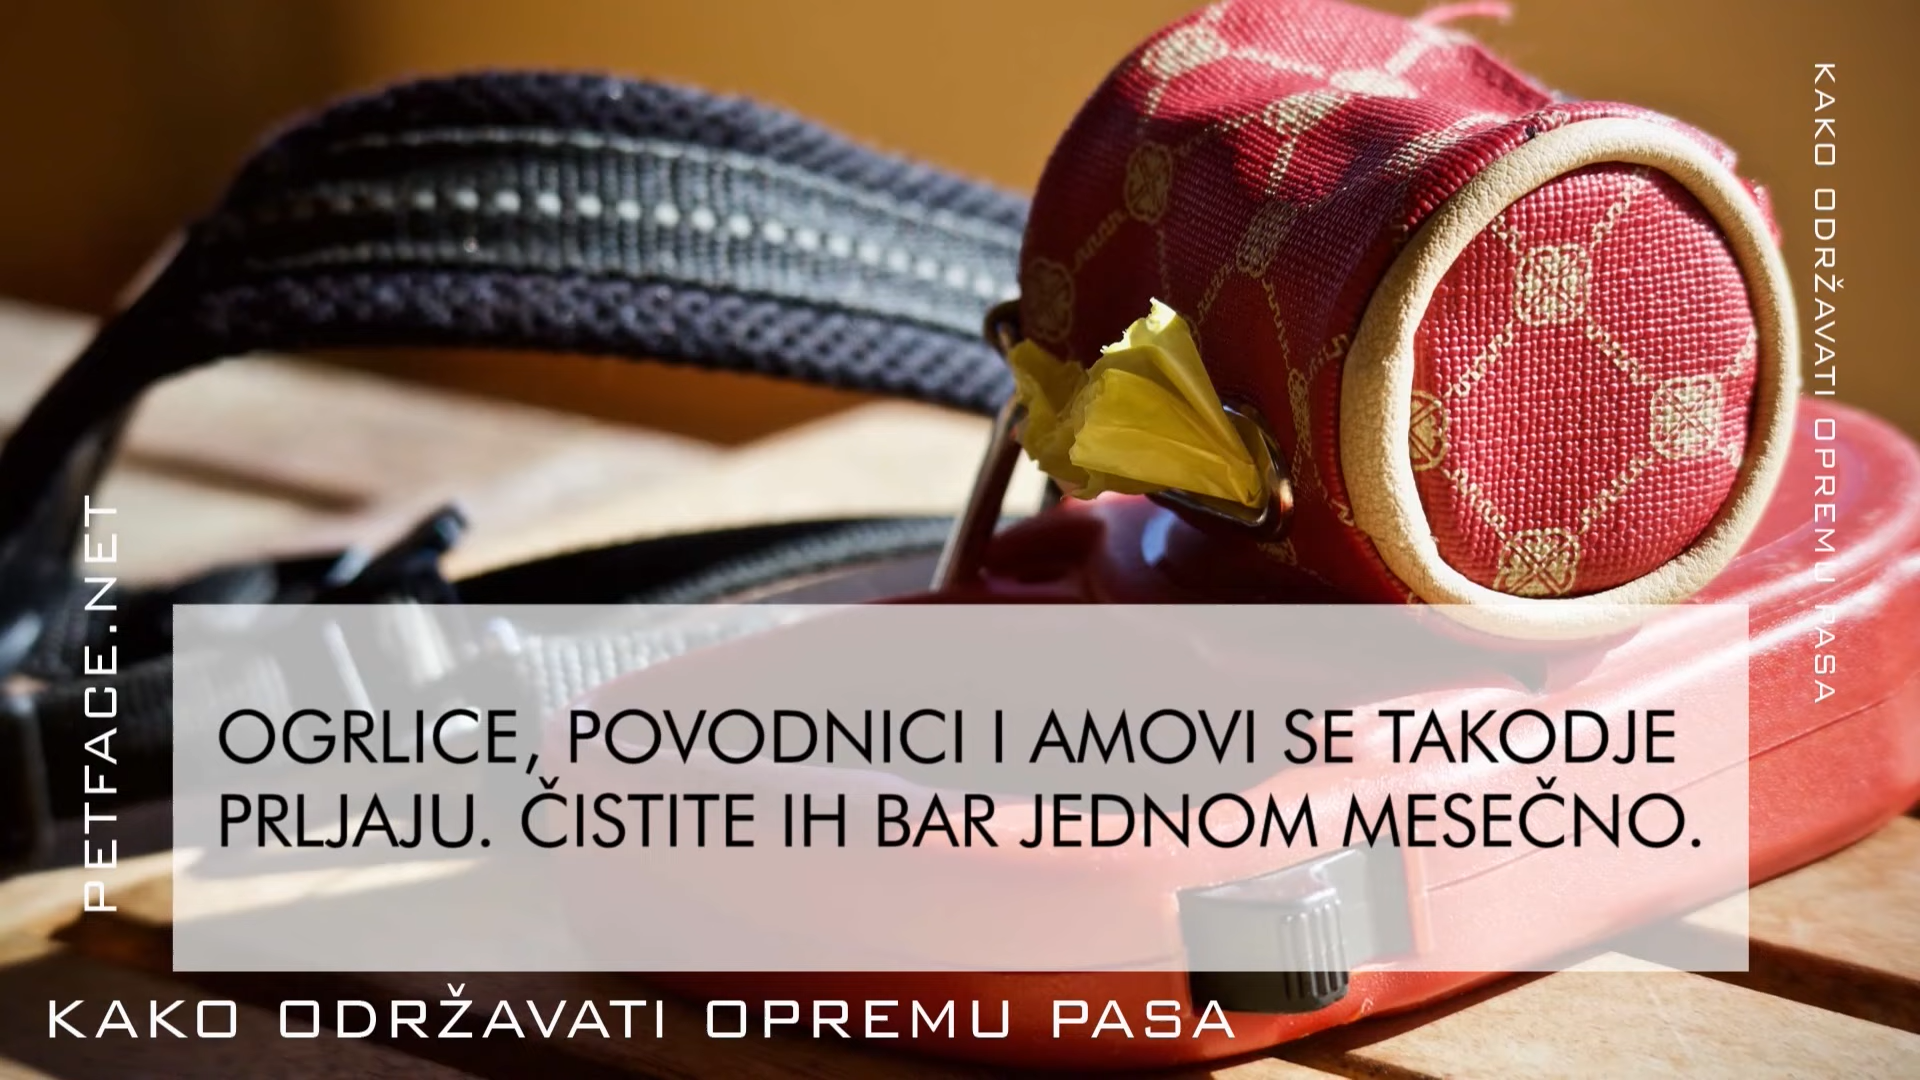 KAKO ODRŽAVATI OPREMU PASA
PETFACE.NET
OGRLICE, POVODNICI I AMOVI SE TAKODJE
PRLJAJU. ČISTITE IH BAR JEDNOM MESEČNO.
KAKO ODRŽAVATI OPREMU PASA